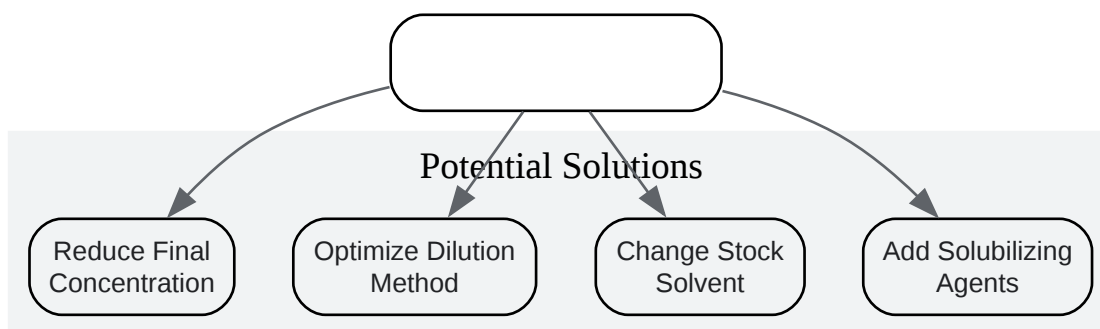 Potential Solutions
Reduce Final
Concentration
Optimize Dilution
Method
Change Stock
Solvent
Add Solubilizing
Agents